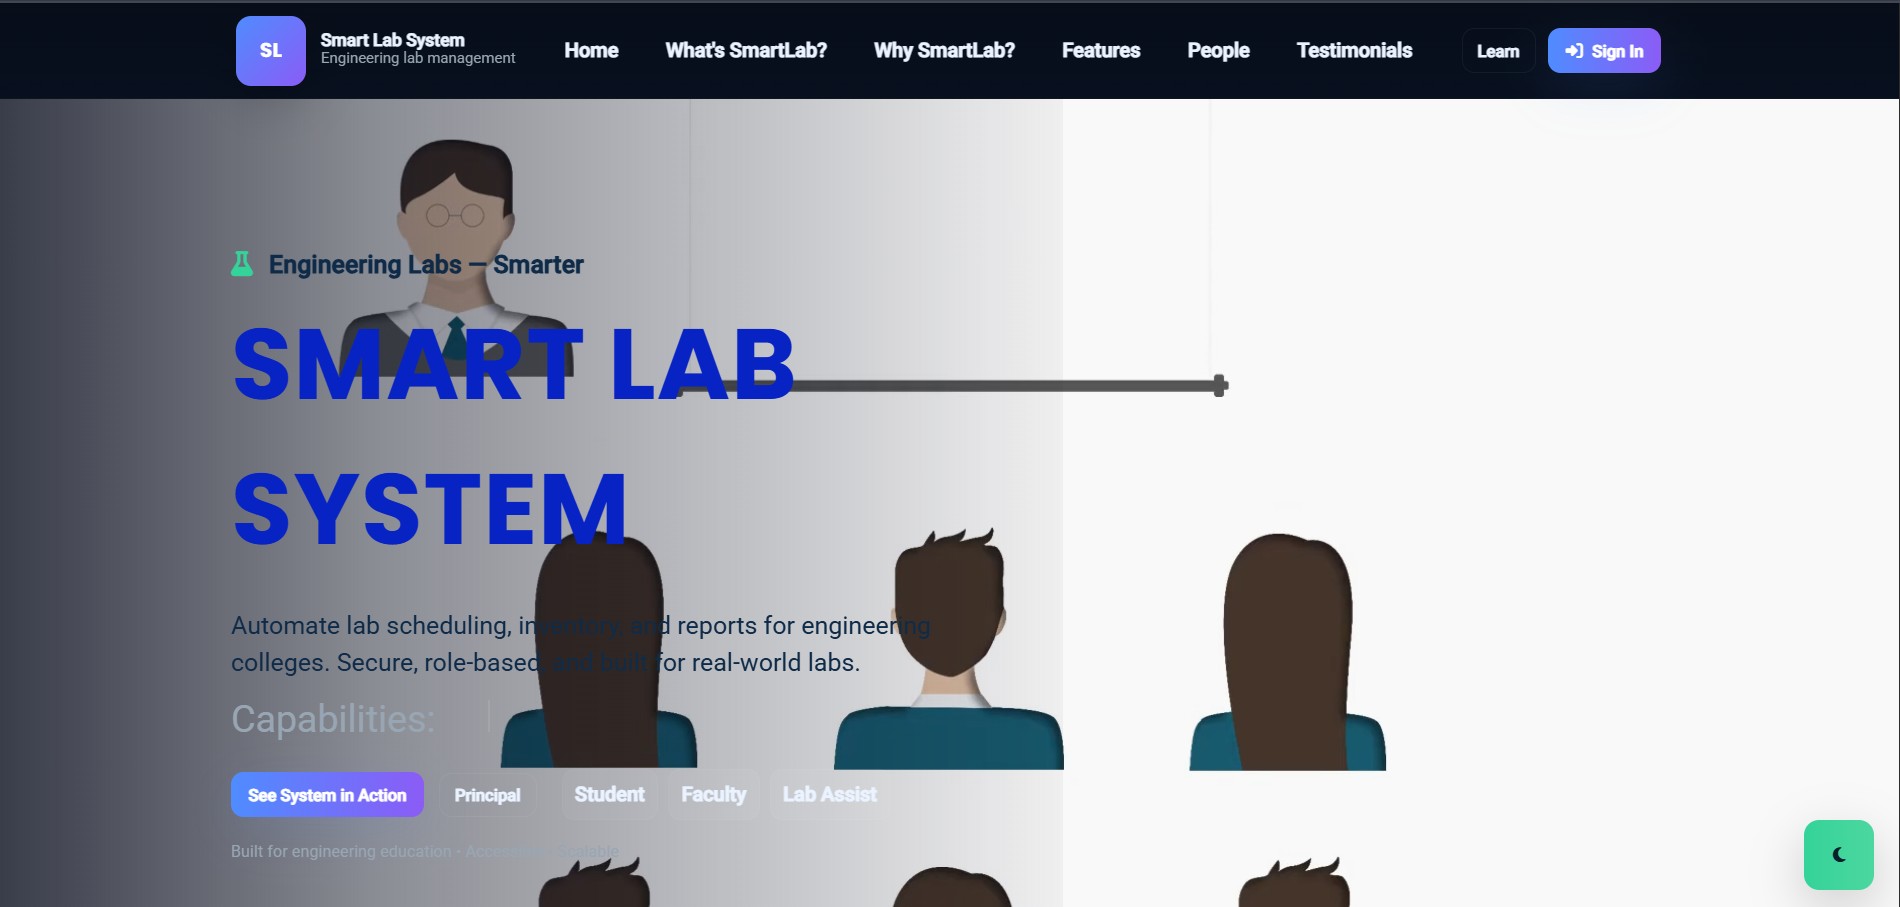 SL
Smart Lab System
Engineering lab management
Home
What's SmartLab?
Why SmartLab?
Features
People
Testimonials
Learn
Sign In
Engineering Labs — Smarter
SMART LAB
SYSTEM
Automate lab scheduling, inventory, and reports for engineering
colleges. Secure, role-based, and built for real-world labs.
Capabilities:
See System in Action
Principal
Student
Faculty
Lab Assist
Built for engineering education • Scalable